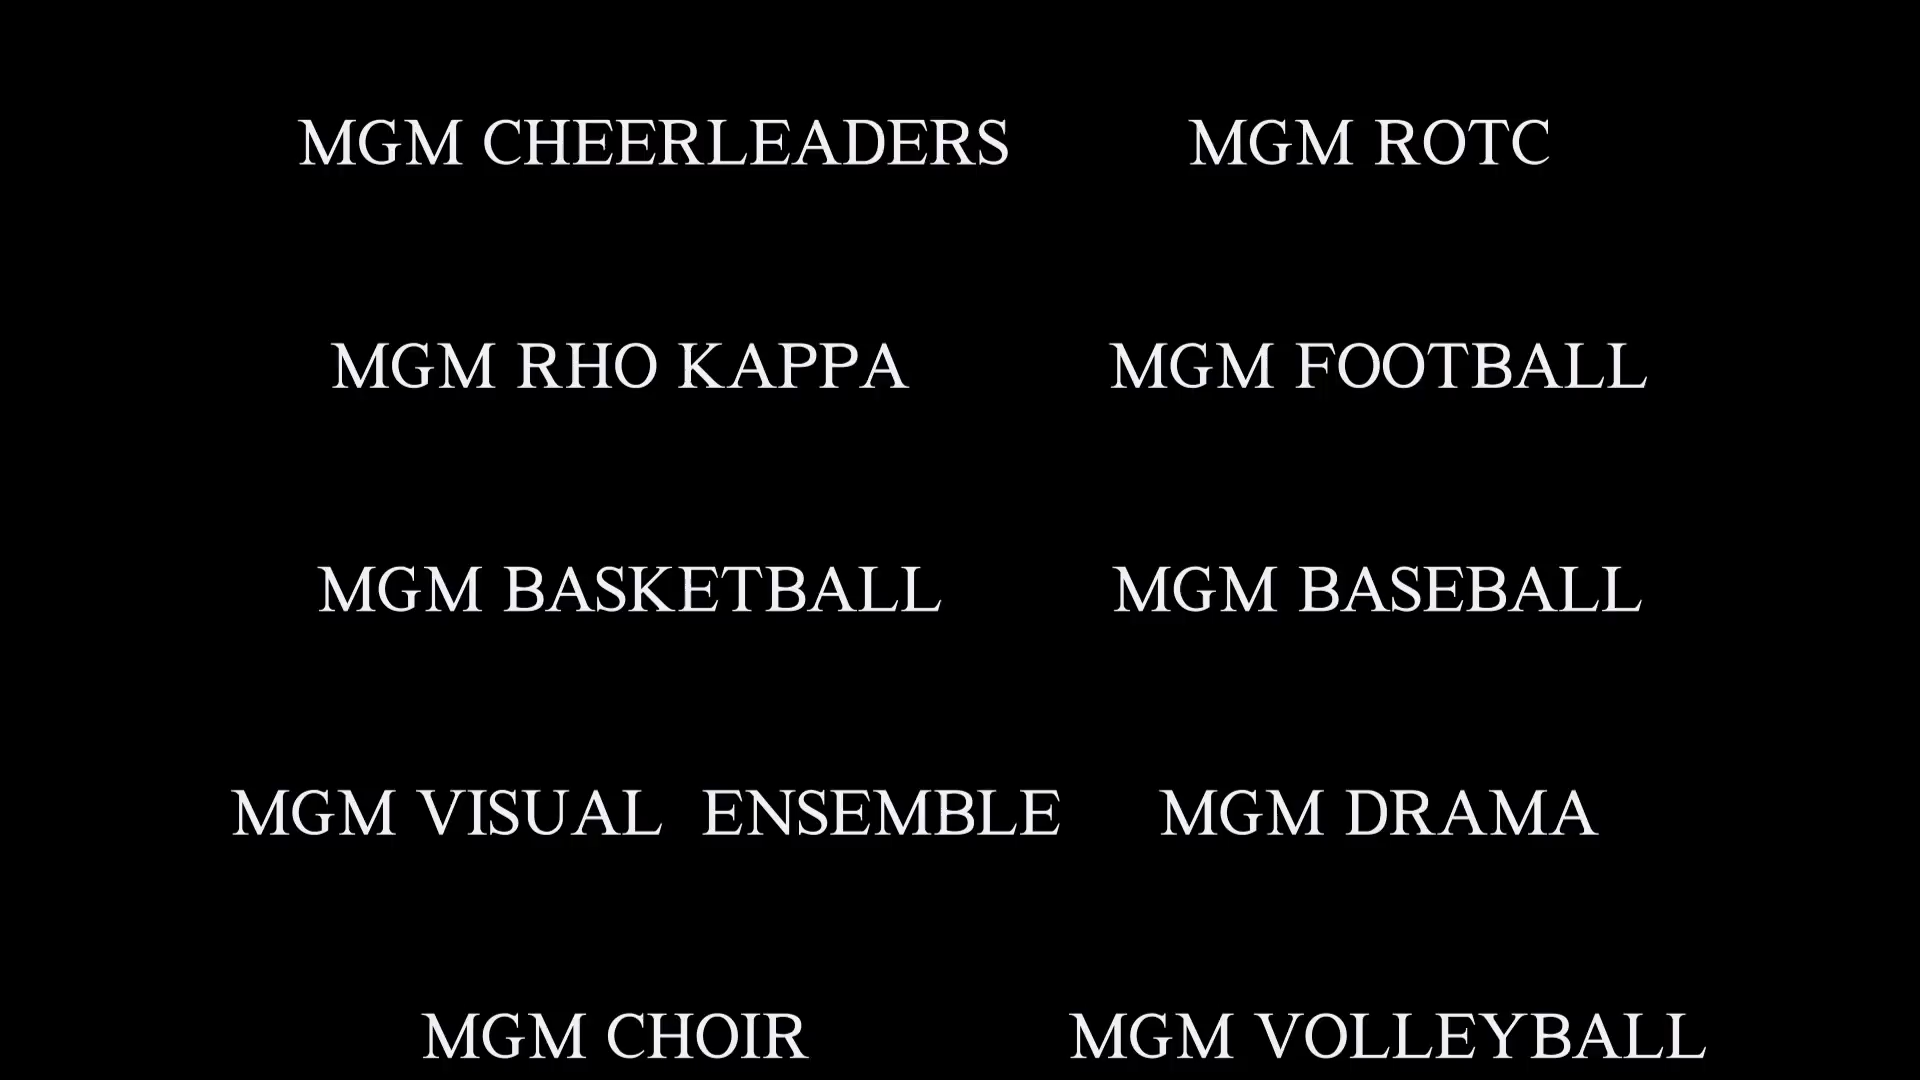 MGM CHEERLEADERS MGM ROTC
MGM RHO KAPPA MGM FOOTBALL
MGM BASKETBALL MGM BASEBALL
MGM VISUAL  ENSEMBLE MGM DRAMA
MGM CHOIR MGM VOLLEYBALL